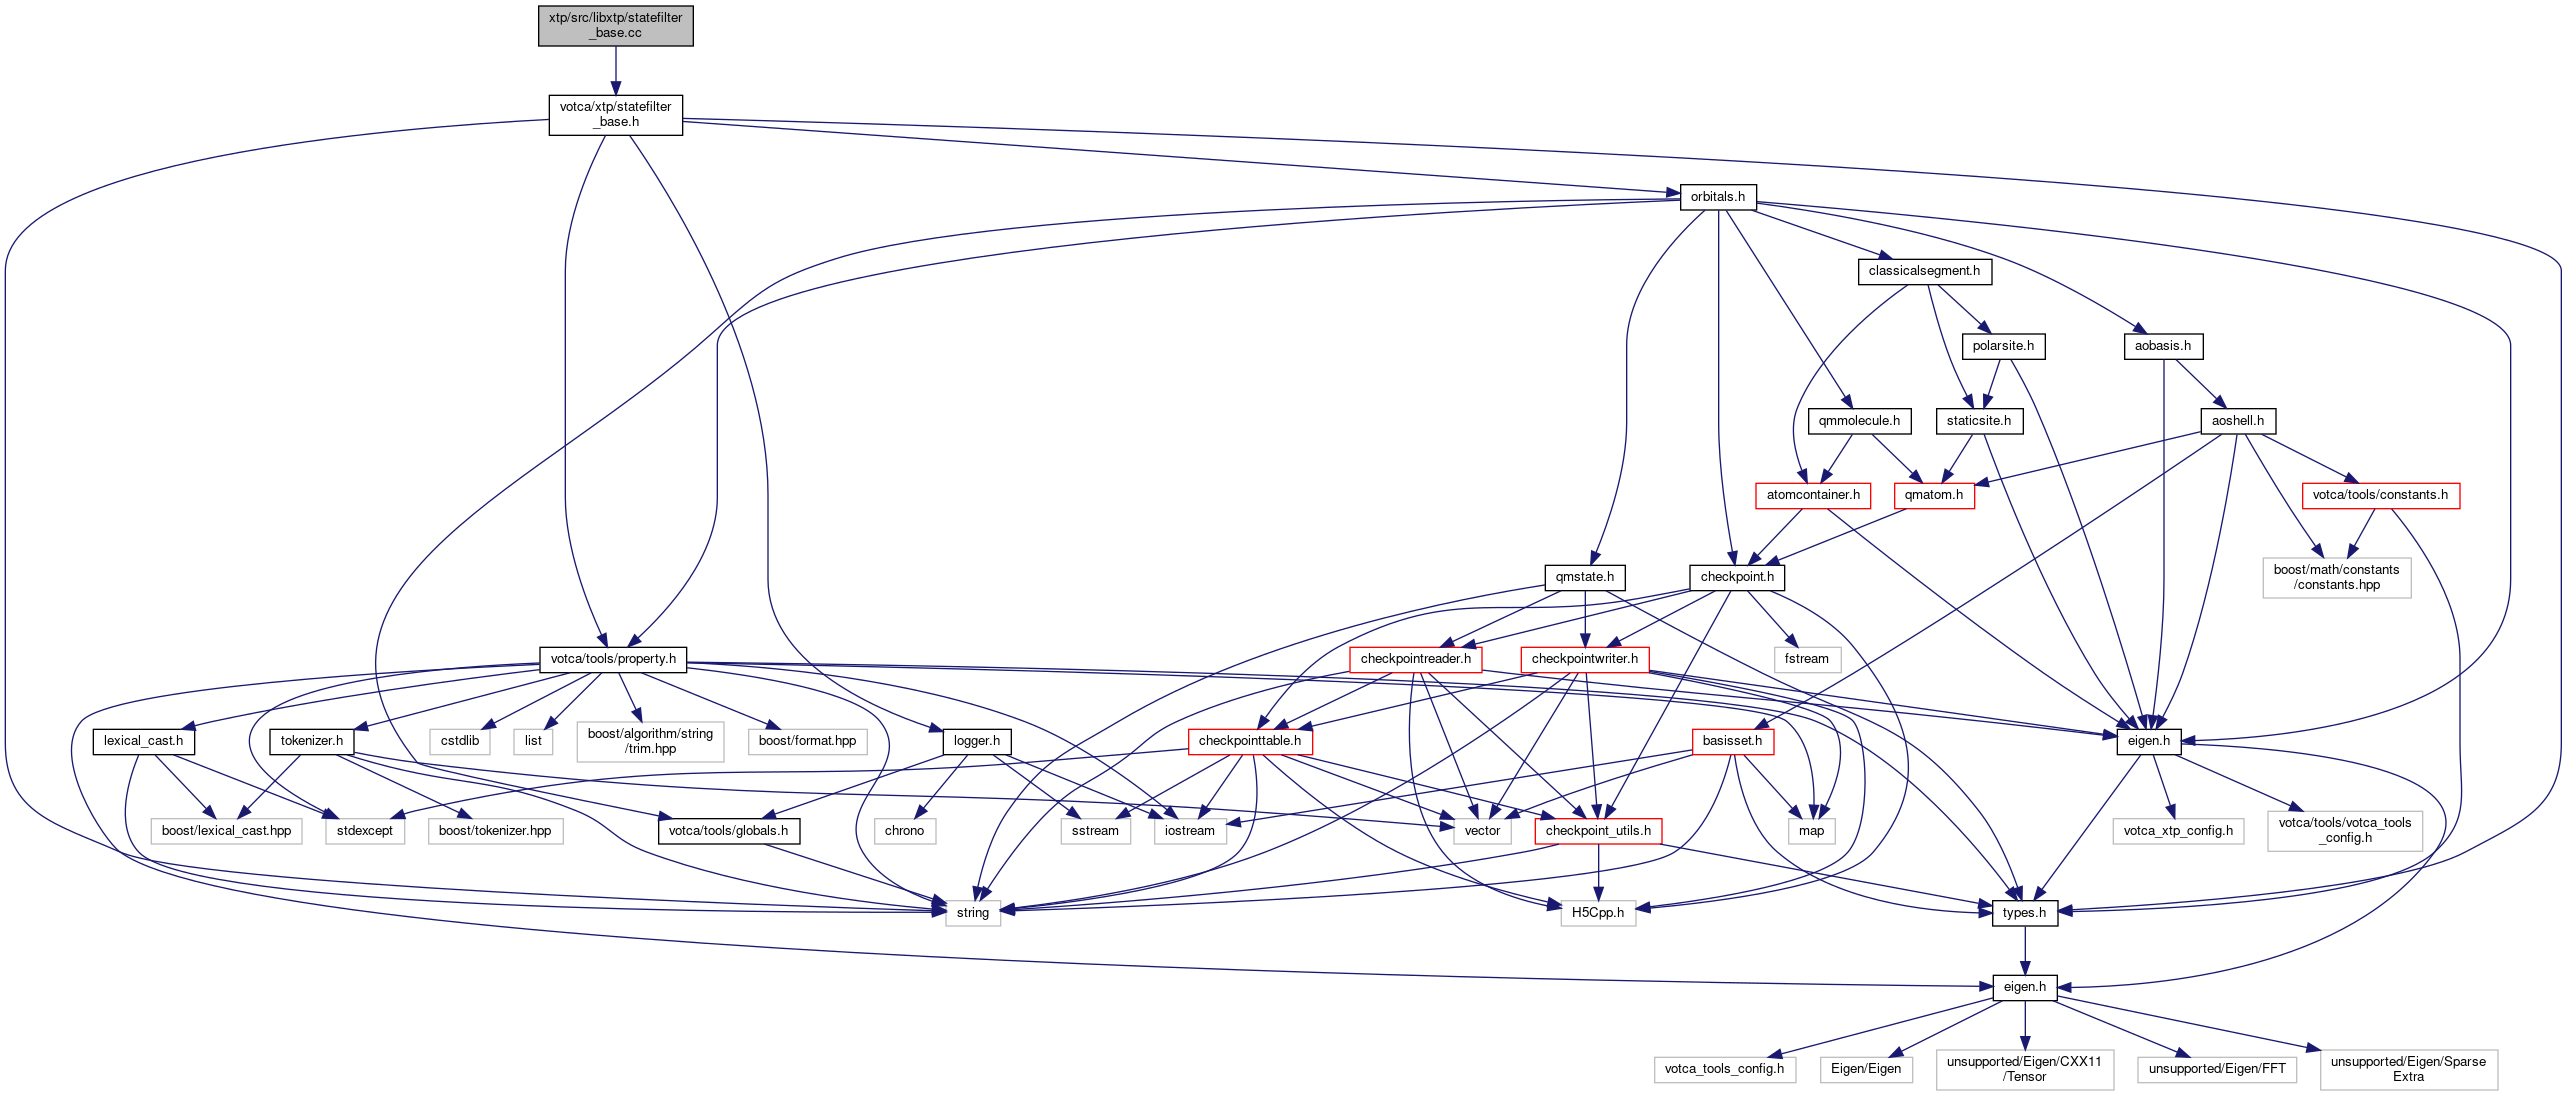 xtp/src/libxtp/statefilter
_base.cc
votca/xtp/statefilter
_base.h
orbitals.h
classicalsegment.h
polarsite.h
aobasis.h
qmmolecule.h
staticsite.h
aoshell.h
atomcontainer.h
qmatom.h
votca/tools/constants.h
qmstate.h
checkpoint.h
boost/math/constants
/constants.hpp
votca/tools/property.h
checkpointreader.h
checkpointwriter.h
fstream
lexical_cast.h
tokenizer.h
cstdlib
list
boost/algorithm/string
/trim.hpp
boost/format.hpp
logger.h
checkpointtable.h
basisset.h
eigen.h
boost/lexical_cast.hpp
stdexcept
boost/tokenizer.hpp
votca/tools/globals.h
chrono
sstream
iostream
vector
checkpoint_utils.h
map
votca_xtp_config.h
votca/tools/votca_tools
_config.h
string
H5Cpp.h
types.h
eigen.h
votca_tools_config.h
Eigen/Eigen
unsupported/Eigen/CXX11
/Tensor
unsupported/Eigen/FFT
unsupported/Eigen/Sparse
Extra